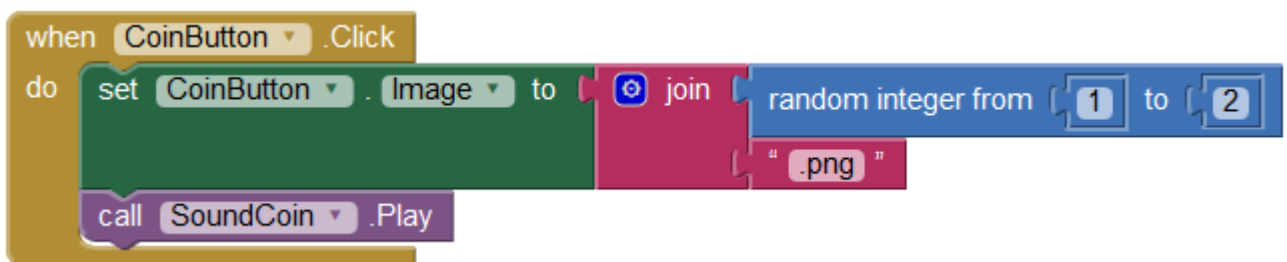 when CoinButton .Click
do set CoinButton . Image to join random integer from 1 to 2
“ .png ”
call SoundCoin .Play